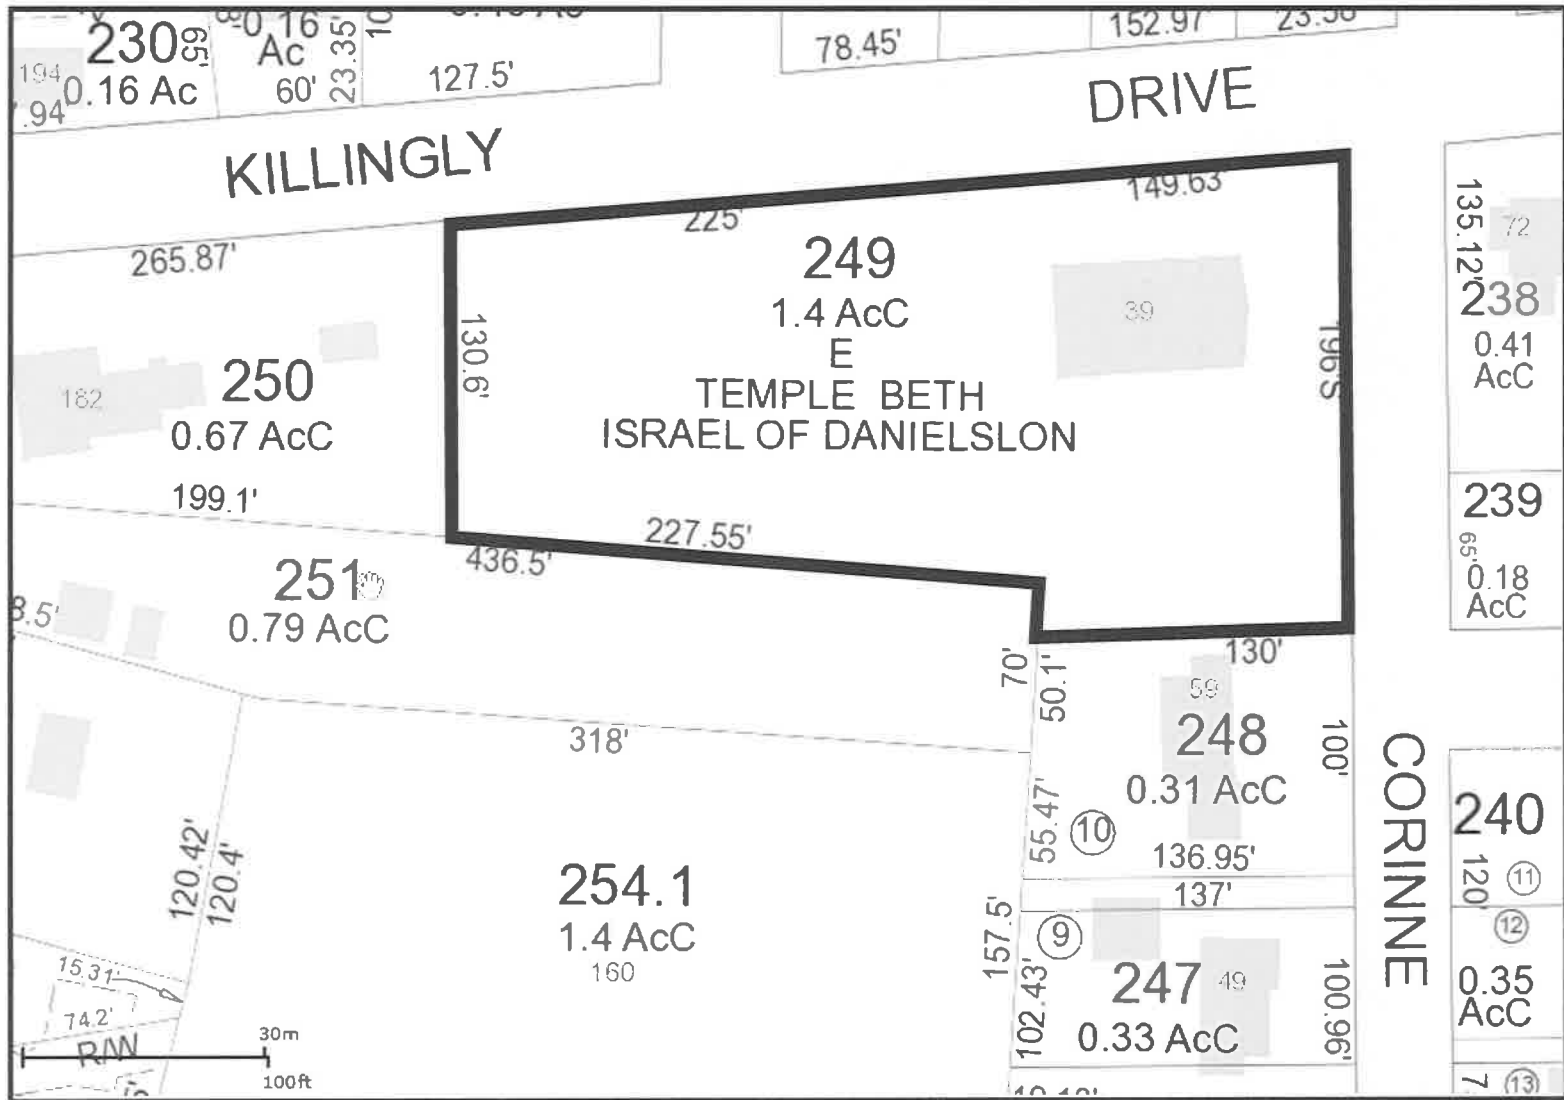 230
65'
-0.16
Ac
23.35'
10
78.45'
152.97'
194
0.16 Ac
60'
127.5'
.94'
KILLINGLY
DRIVE
265.87'
225'
149.63
249
1.4 AcC
E
TEMPLE BETH
ISRAEL OF DANIELSLON
39
130.6'
196.S
135.12'
72
238
0.41
AcC
182
250
0.67 AcC
199.1'
436.5'
227.55'
239
65'
0.18
AcC
251
0.79 AcC
8.5'
70'
50.1'
130'
59
248
0.31 AcC
100'
318'
55.47'
10
136.95'
137'
CORINNE
240
120'
11
12
0.35
AcC
120.42'
120.4'
254.1
1.4 AcC
160
157.5'
9
102.43'
247
49
0.33 AcC
100.96'
15.31'
74.2'
R/W
30m
100ft
13